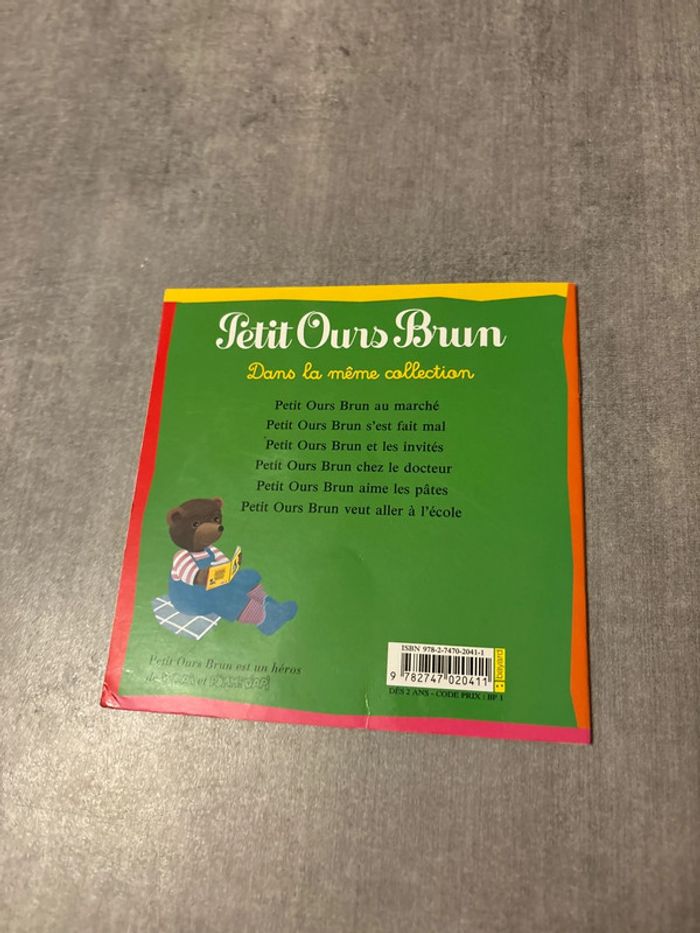 Petit Ours Brun
Dans la même collection
Petit Ours Brun au marché
Petit Ours Brun s'est fait mal
Petit Ours Brun et les invités
Petit Ours Brun chez le docteur
Petit Ours Brun aime les pâtes
Petit Ours Brun veut aller à l'école
Petit Ours Brun est un héros
de et
ISBN 978-2-7470-2041-1
9 782747 020411
DÈS 2 ANS - CODE PRIX : BP 1
bayard